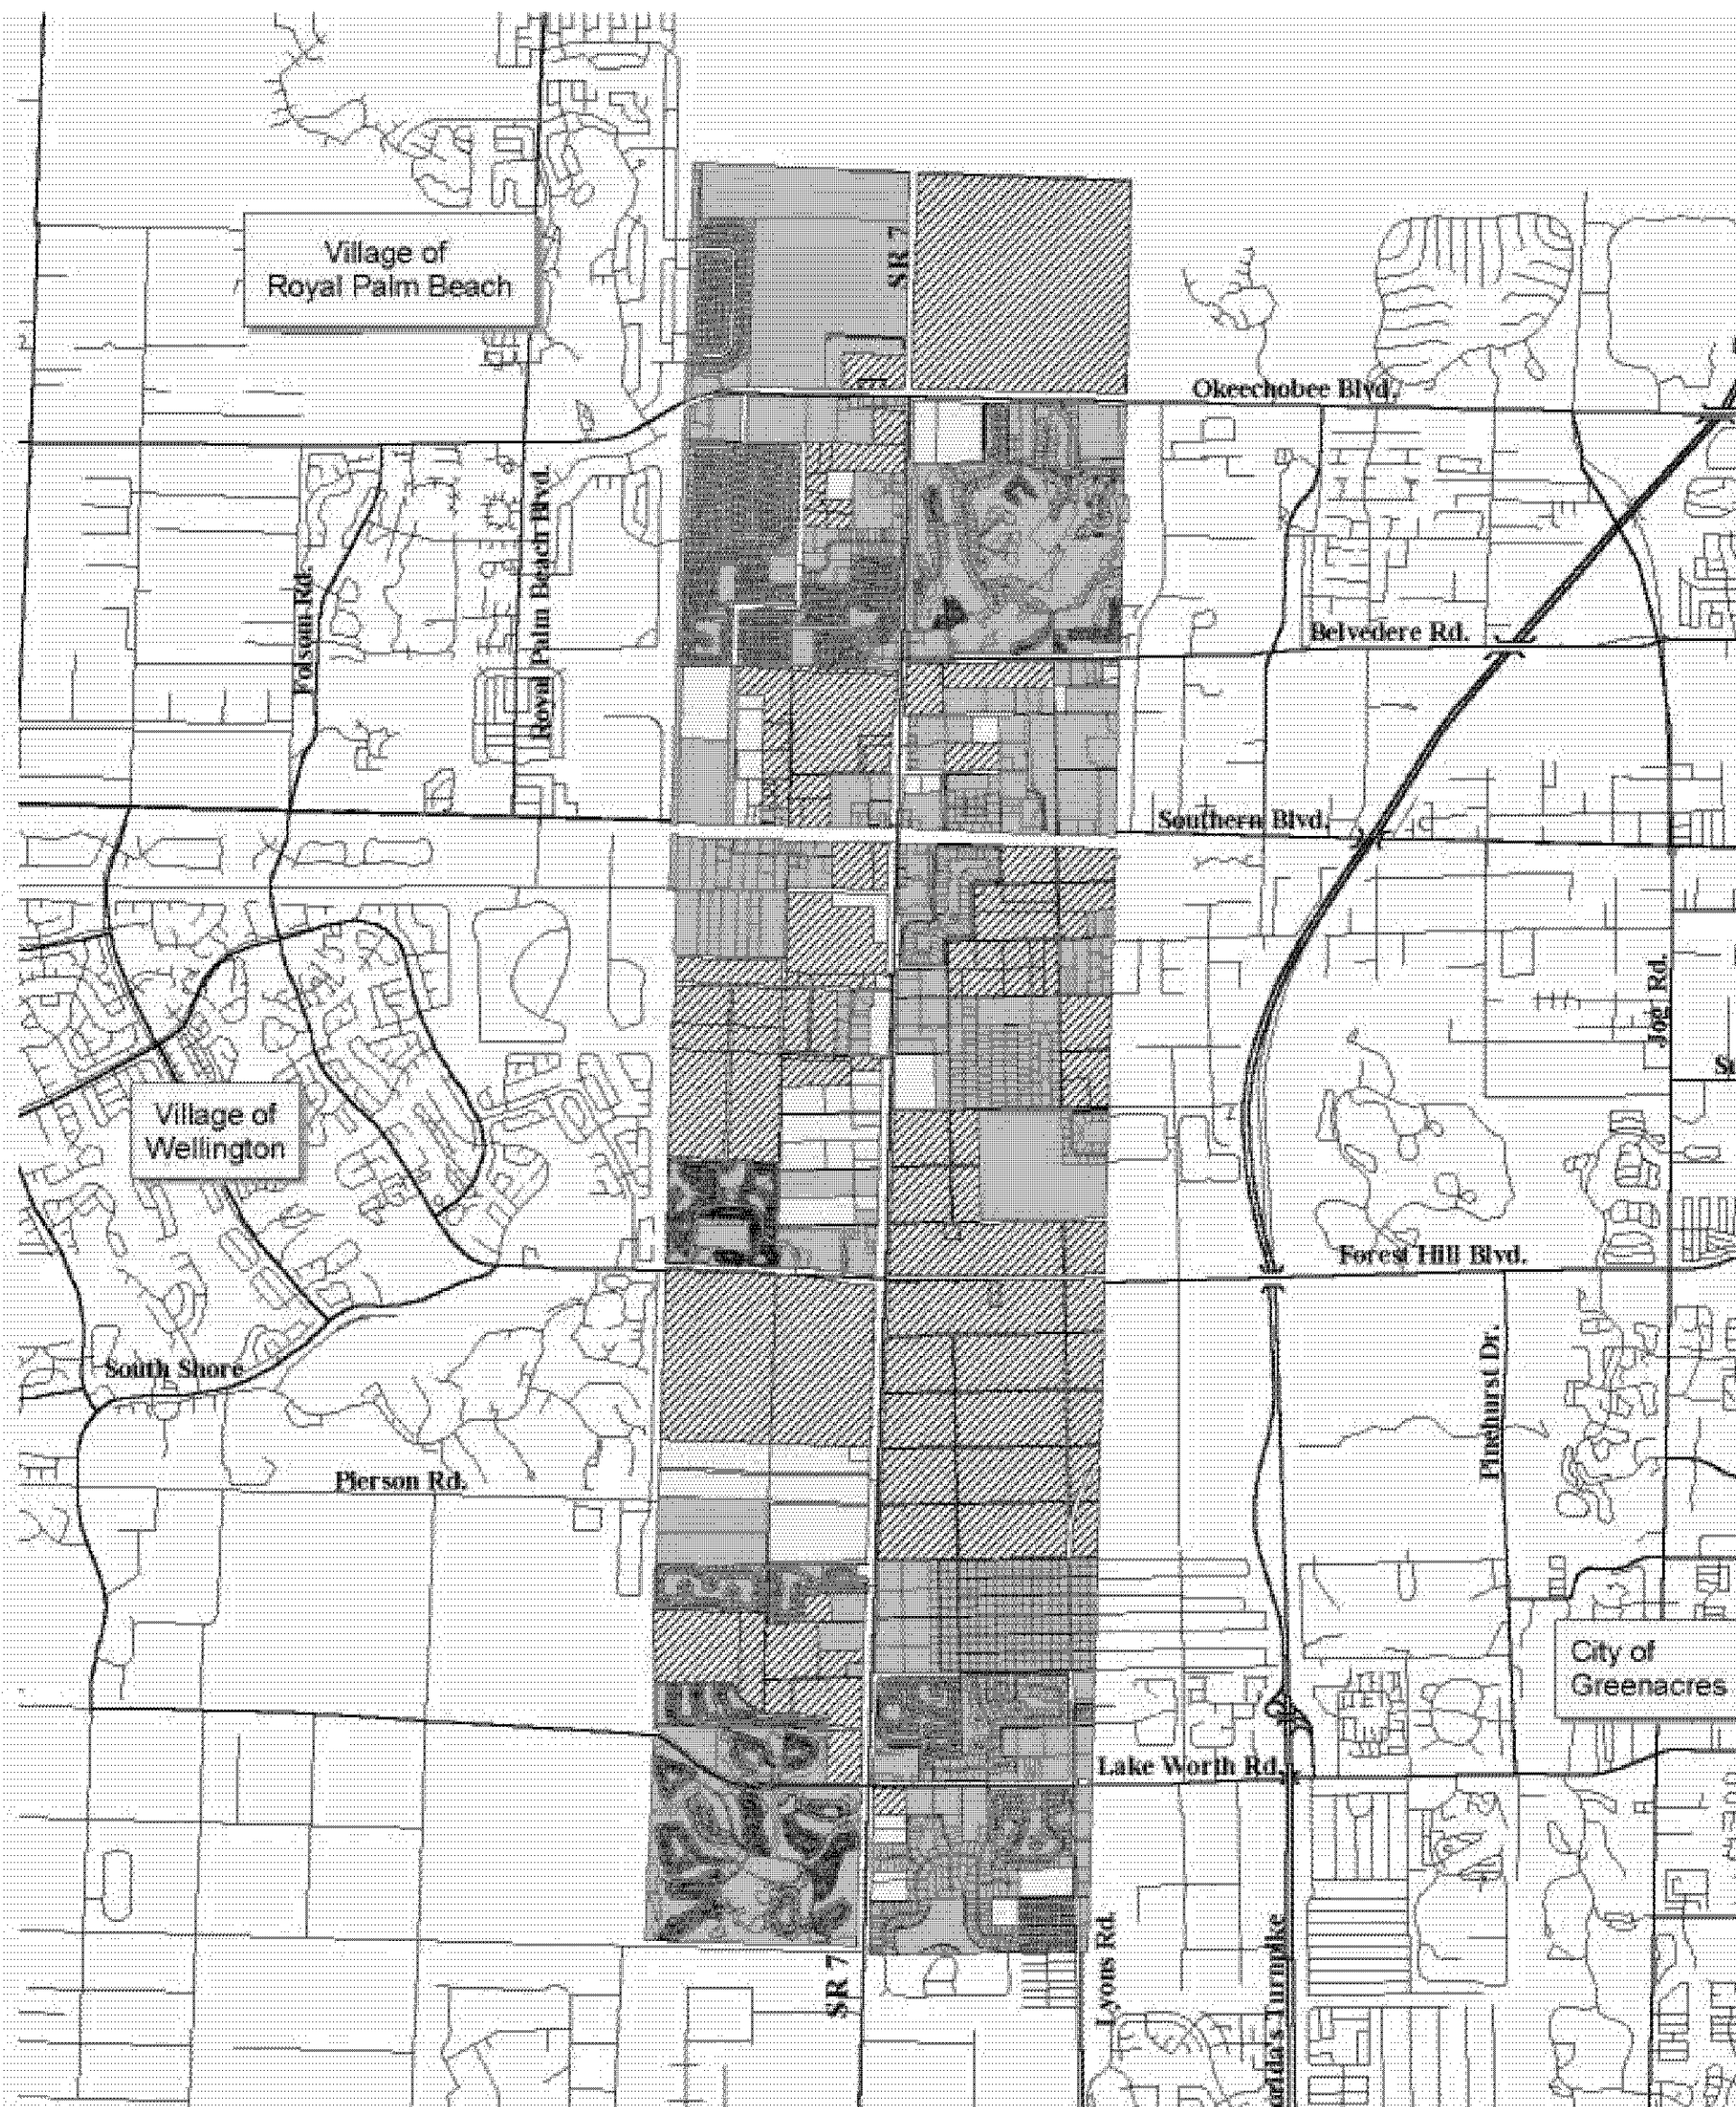 Village of
Royal Palm Beach
SR 7
Okeechobee Blvd.
Royal Palm Beach Blvd.
Folsom Rd.
Belvedere Rd.
Southern Blvd.
Jog Rd.
Village of
Wellington
Forest Hill Blvd.
South Shore
Pinehurst Dr.
Pierson Rd.
City of
Greenacres
Lake Worth Rd.
SR 7
Lyons Rd.
Turnpike